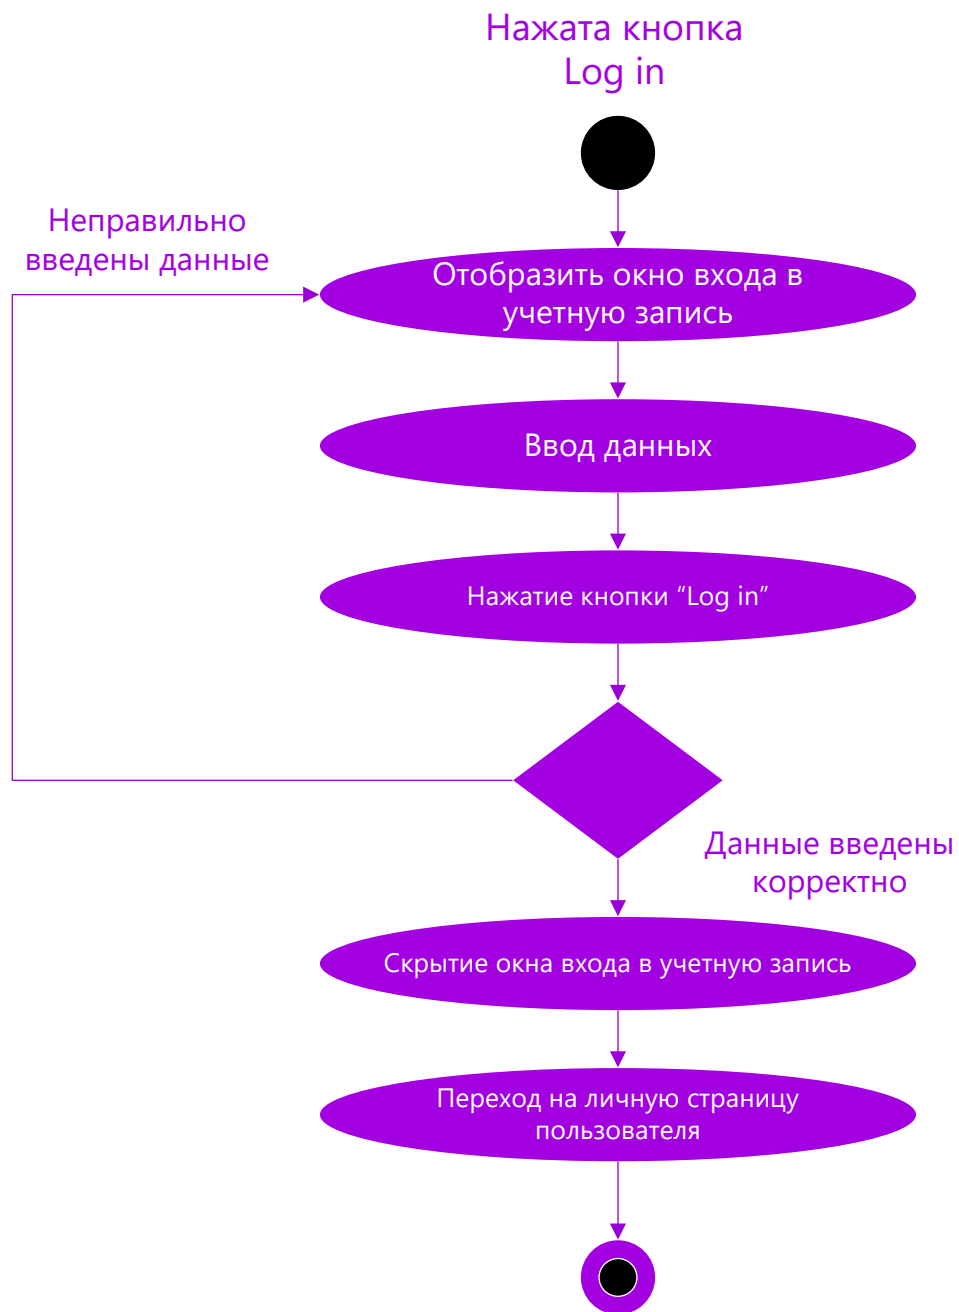 Нажата кнопка
Log in
Неправильно
введены данные
Отобразить окно входа в
учетную запись
Ввод данных
Нажатие кнопки “Log in”
Данные введены
корректно
Скрытие окна входа в учетную запись
Переход на личную страницу
пользователя